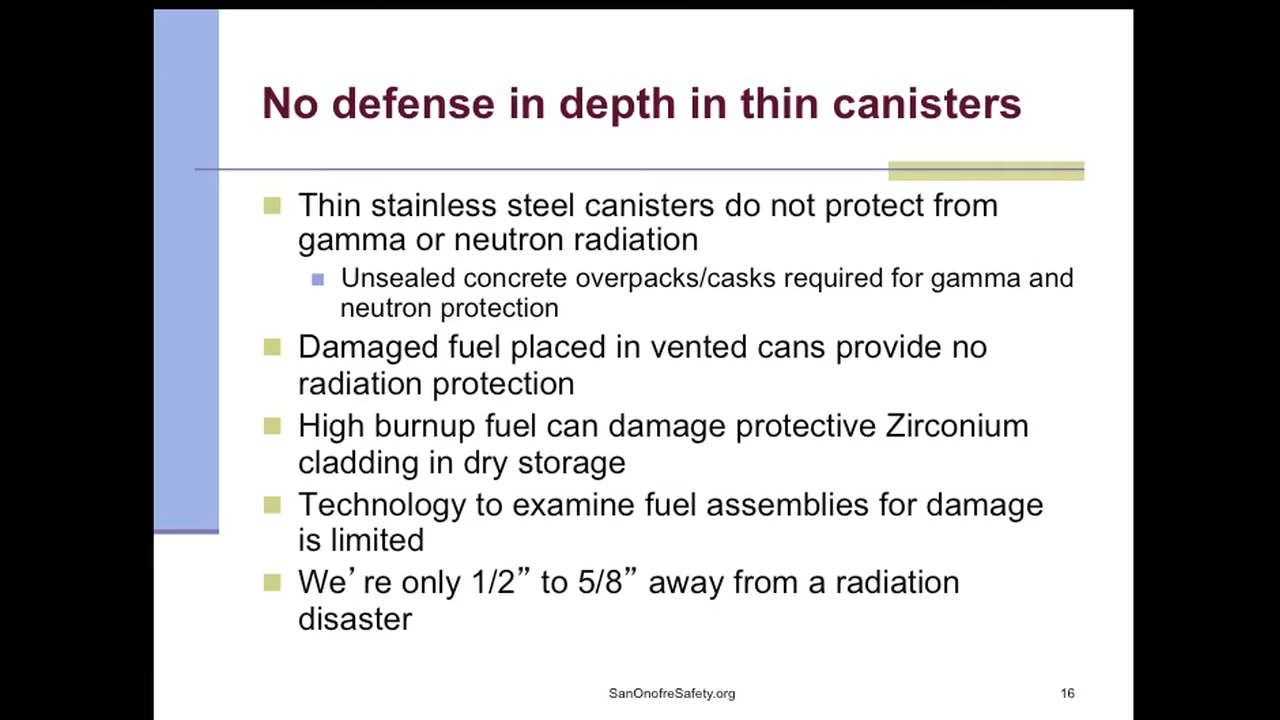 No defense in depth in thin canisters
Thin stainless steel canisters do not protect from
gamma or neutron radiation
Unsealed concrete overpacks/casks required for gamma and
neutron protection
Damaged fuel placed in vented cans provide no
radiation protection
High burnup fuel can damage protective Zirconium
cladding in dry storage
Technology to examine fuel assemblies for damage
is limited
We’re only 1/2” to 5/8” away from a radiation
disaster
SanOnofreSafety.org
16